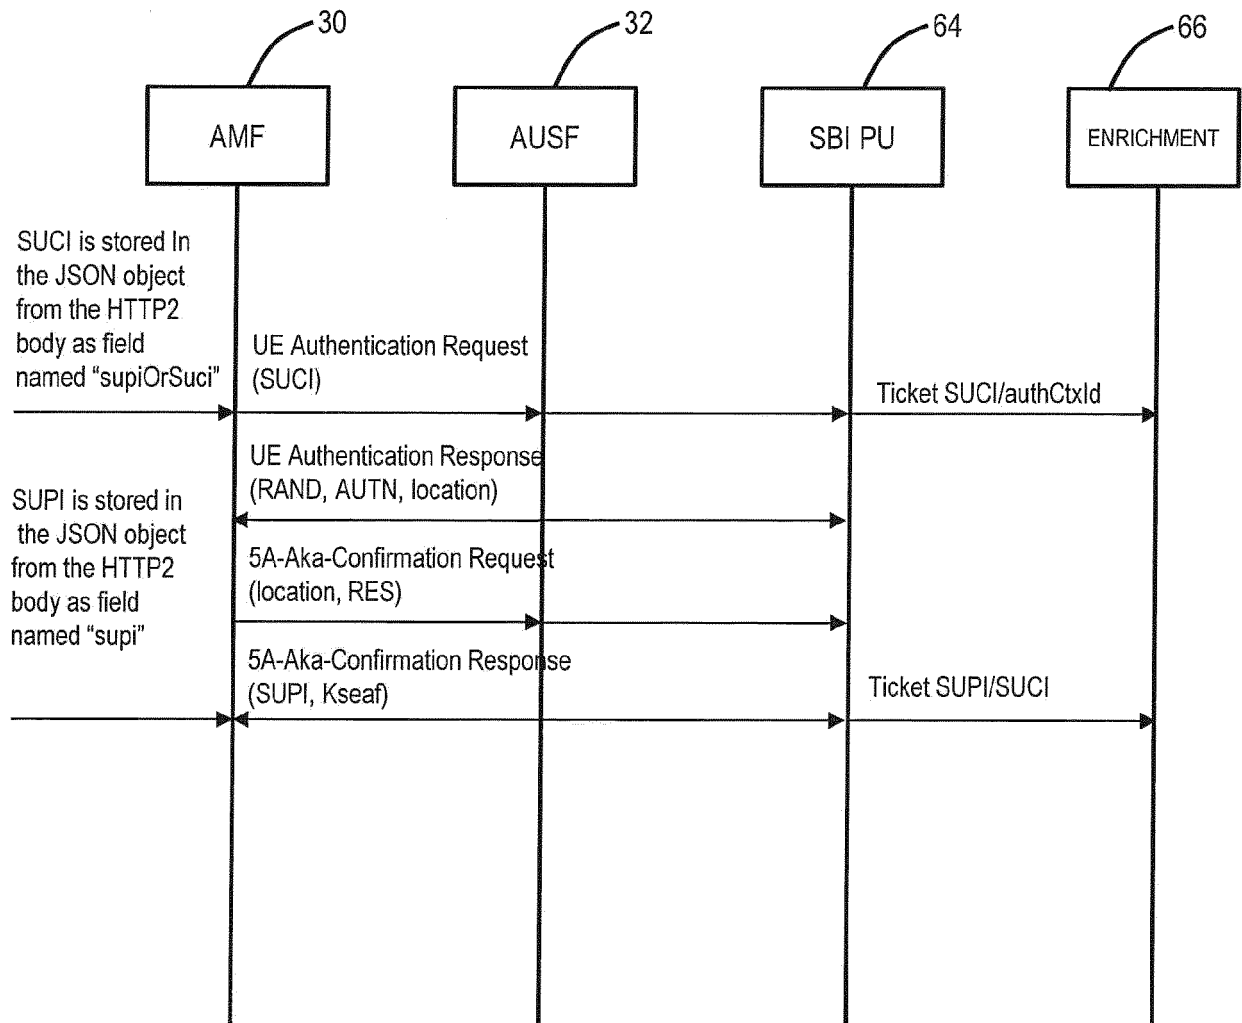 30
32
64
66
AMF
AUSF
SBI PU
ENRICHMENT
SUCI is stored In
the JSON object
from the HTTP2
body as field
named “supiOrSuci”
UE Authentication Request
(SUCI)
Ticket SUCI/authCtxId
UE Authentication Response
(RAND, AUTN, location)
SUPI is stored in
the JSON object
from the HTTP2
body as field
named “supi”
5A-Aka-Confirmation Request
(location, RES)
5A-Aka-Confirmation Response
(SUPI, Kseaf)
Ticket SUPI/SUCI